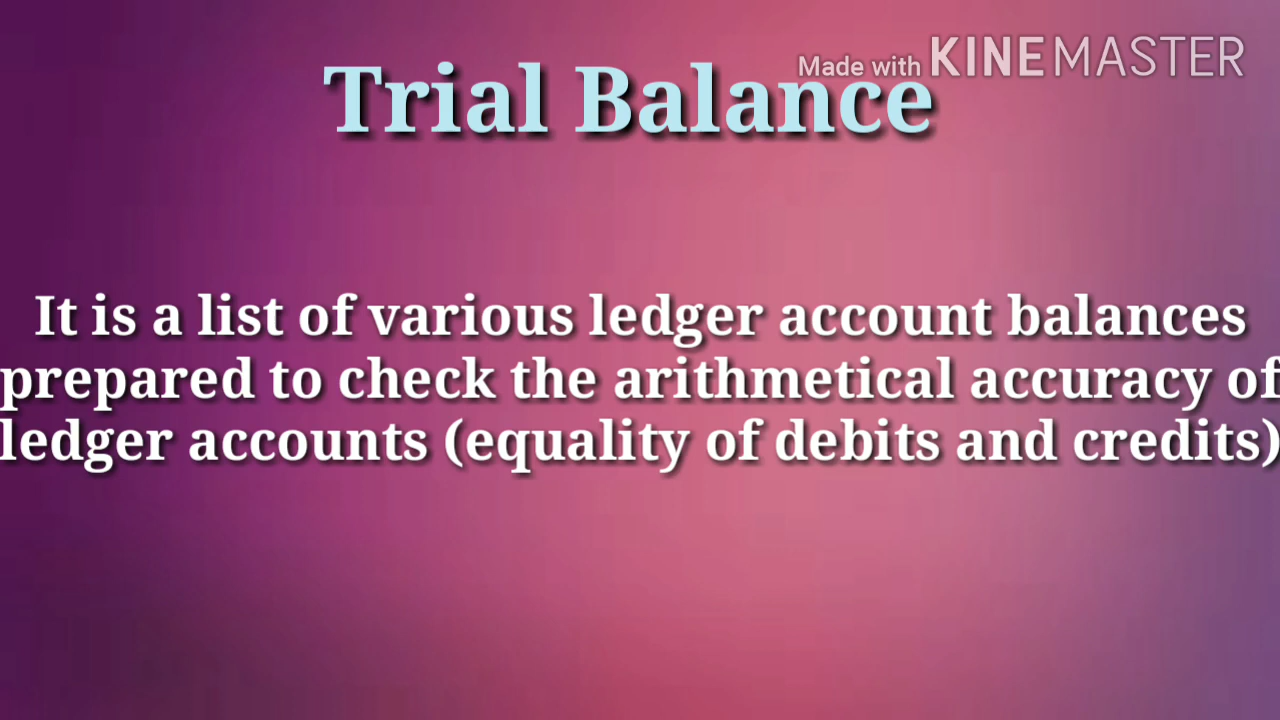 Made with KINEMASTER
Trial Balance
It is a list of various ledger account balances
prepared to check the arithmetical accuracy of
ledger accounts (equality of debits and credits)